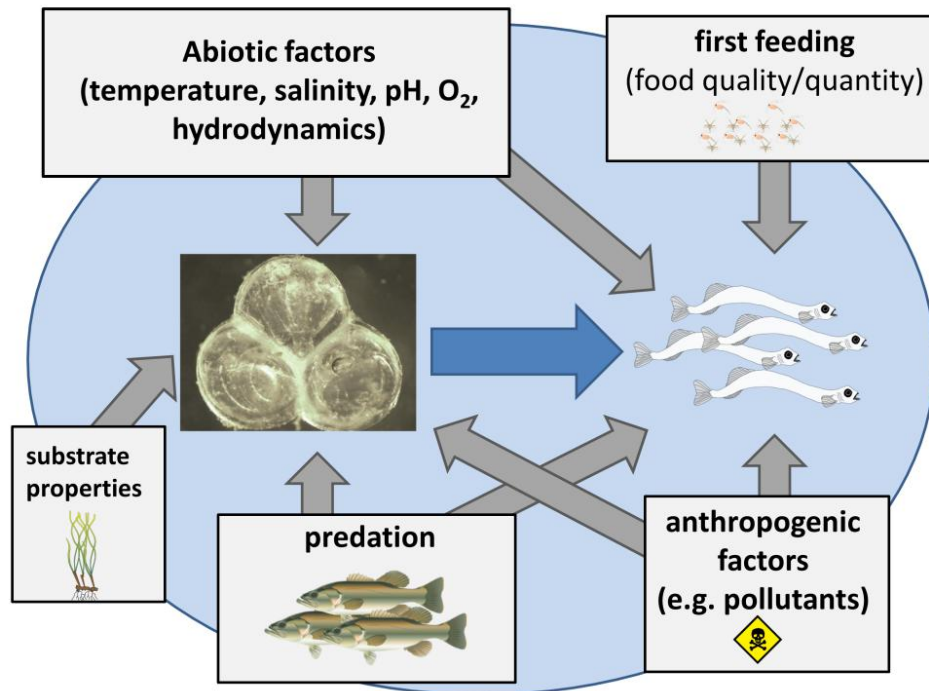 Abiotic factors
(temperature, salinity, pH, O₂,
hydrodynamics)
first feeding
(food quality/quantity)
substrate
properties
predation
anthropogenic
factors
(e.g. pollutants)